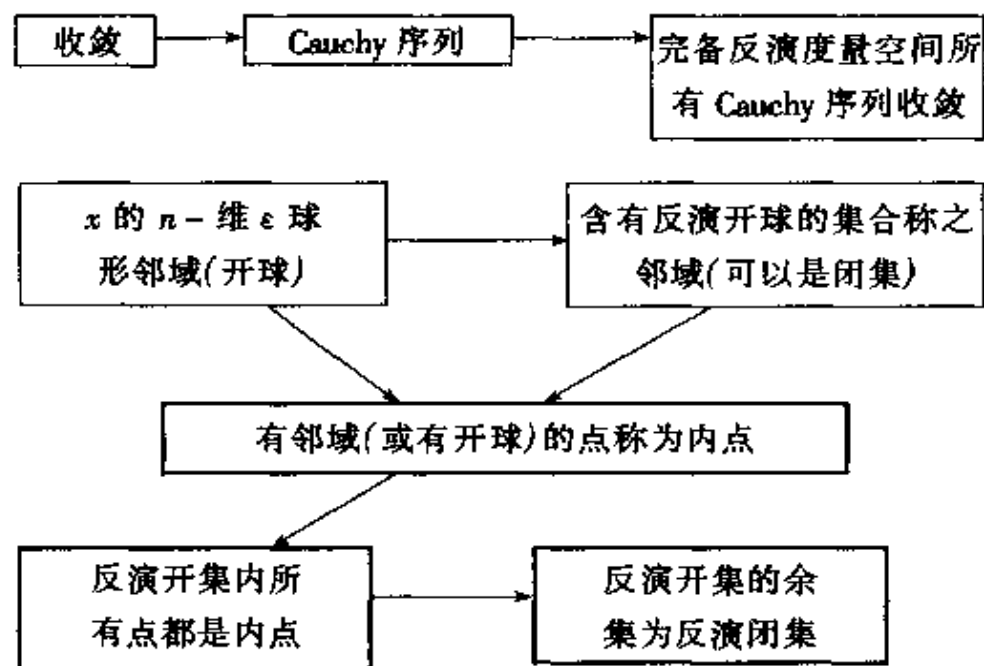 收敛
Cauchy 序列
完备反演度量空间所
有 Cauchy 序列收敛
x 的 n - 维 ε 球
形邻域(开球)
含有反演开球的集合称之
邻域(可以是闭集)
有邻域(或有开球)的点称为内点
反演开集内所
有点都是内点
反演开集的余
集为反演闭集